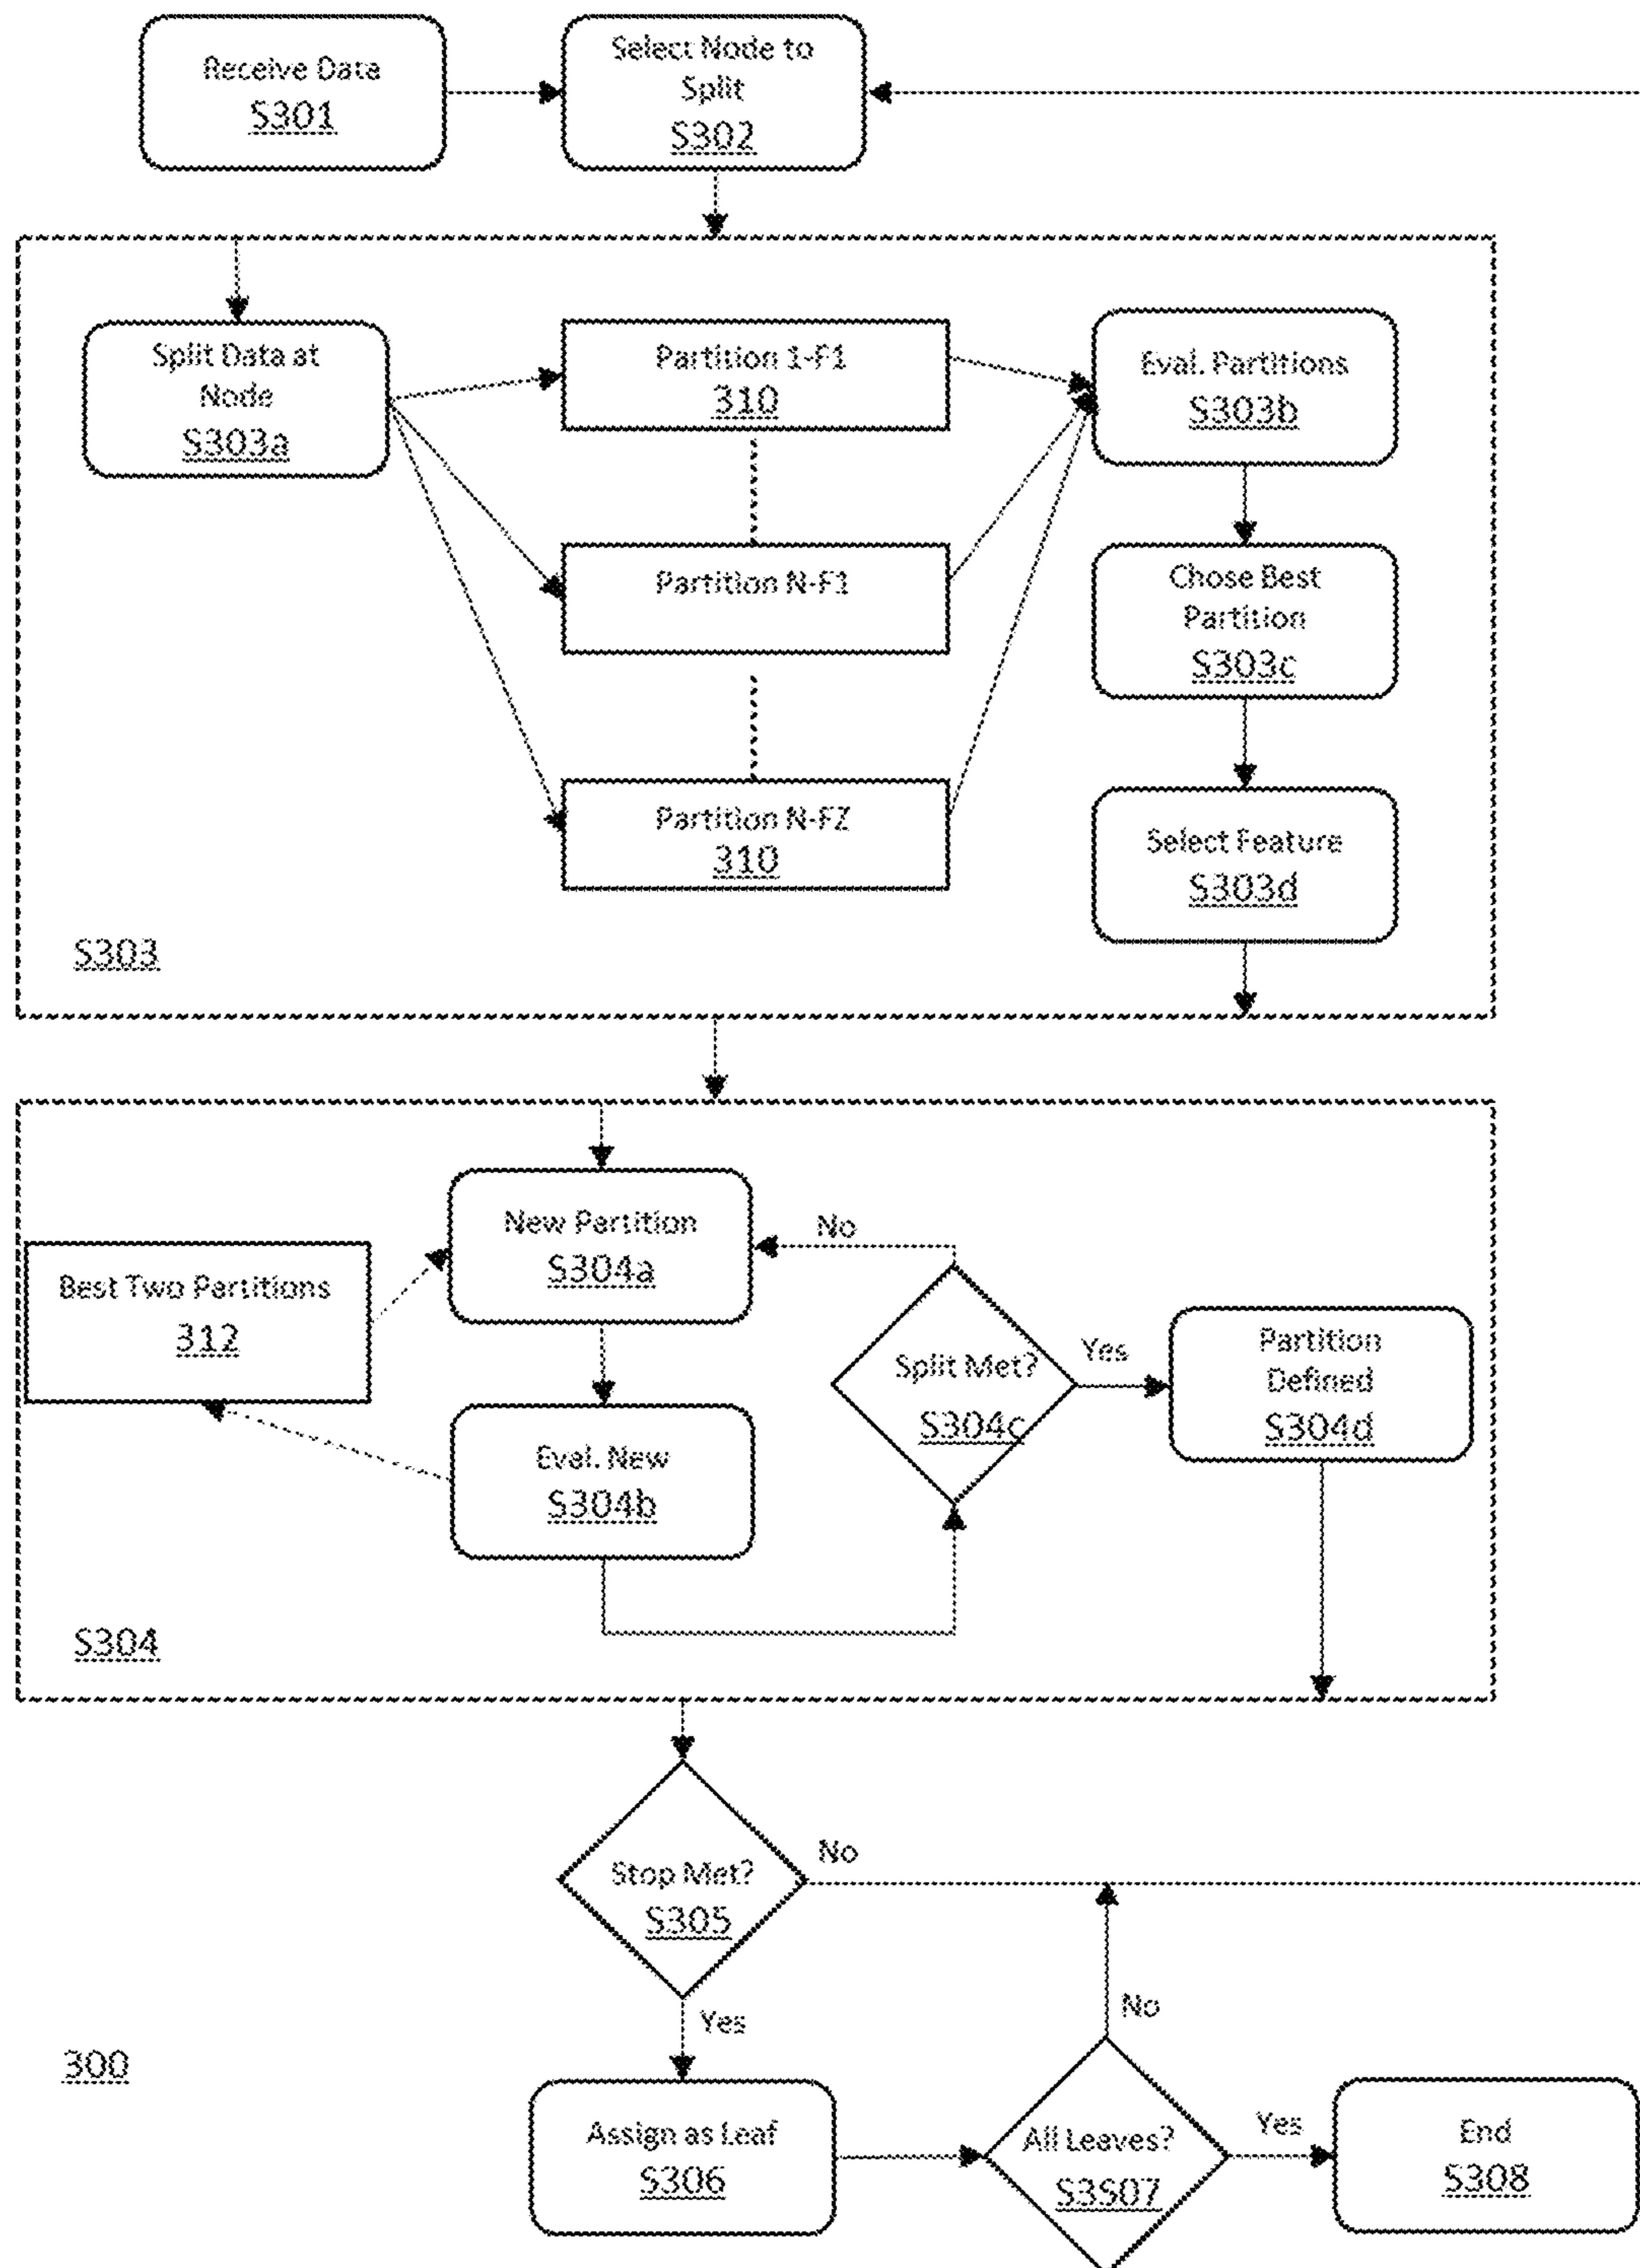 Receive Data
S301
Select Node to
Split
S302
Split Data at
Node
S303a
Partition 1-F1
310
Partition N-F1
Partition N-FZ
310
Eval. Partitions
S303b
Chose Best
Partition
S303c
Select Feature
S303d
S303
New Partition
S304a
Best Two Partitions
312
Eval. New
S304b
No
Split Met?
S304c
Yes
Partition
Defined
S304d
S304
Stop Met?
S305
No
Yes
300
Assign as Leaf
S306
All Leaves?
S3S07
No
Yes
End
S308